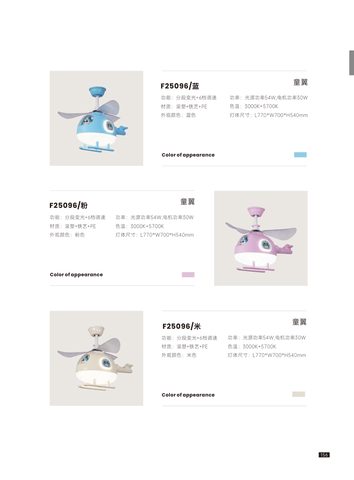 F25096/蓝
童翼
功能：分段变光+6档调速
功率：光源功率54W,电机功率30W
材质：亚塑+铁艺+PE
色温：3000K+5700K
外观颜色：蓝色
灯体尺寸：L770*W700*H540mm
Color of appearance
F25096/粉
童翼
功能：分段变光+6档调速
功率：光源功率54W,电机功率30W
材质：亚塑+铁艺+PE
色温：3000K+5700K
外观颜色：粉色
灯体尺寸：L770*W700*H540mm
Color of appearance
F25096/米
童翼
功能：分段变光+6档调速
功率：光源功率54W,电机功率30W
材质：亚塑+铁艺+PE
色温：3000K+5700K
外观颜色：米色
灯体尺寸：L770*W700*H540mm
Color of appearance
156